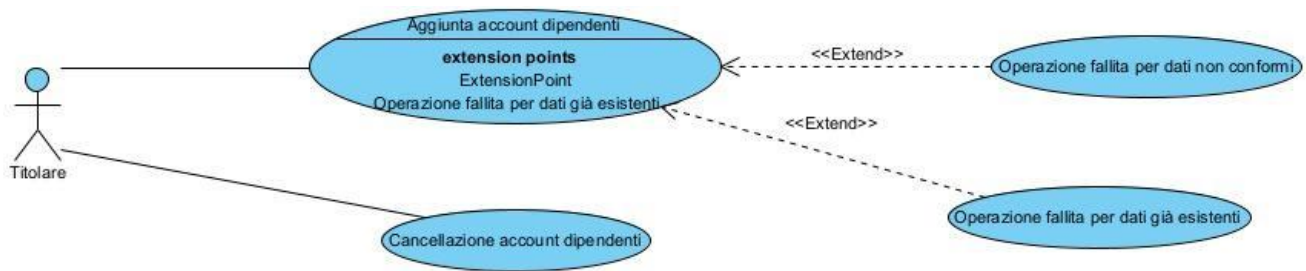 Aggiunta account dipendenti
extension points
ExtensionPoint
Operazione fallita per dati già esistenti
<<Extend>>
Operazione fallita per dati non conformi
<<Extend>>
Titolare
Operazione fallita per dati già esistenti
Cancellazione account dipendenti